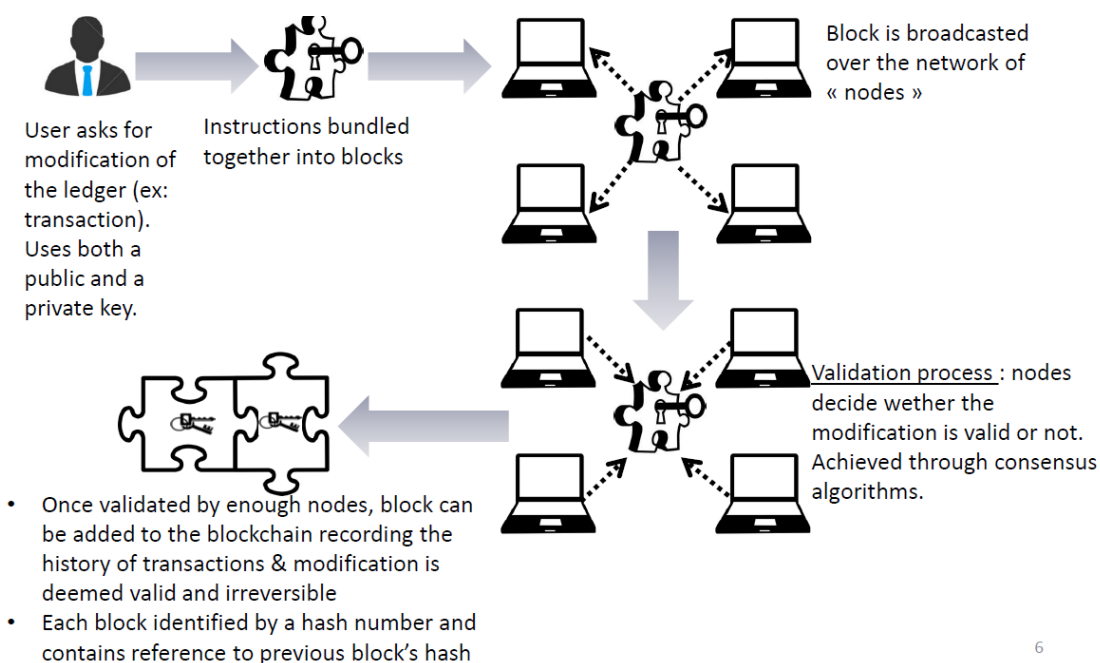 User asks for
modification of
the ledger (ex:
transaction).
Uses both a
public and a
private key.
Instructions bundled
together into blocks
Block is broadcasted
over the network of
« nodes »
Validation process : nodes
decide wether the
modification is valid or not.
Achieved through consensus
algorithms.
• Once validated by enough nodes, block can
be added to the blockchain recording the
history of transactions & modification is
deemed valid and irreversible
• Each block identified by a hash number and
contains reference to previous block’s hash
6